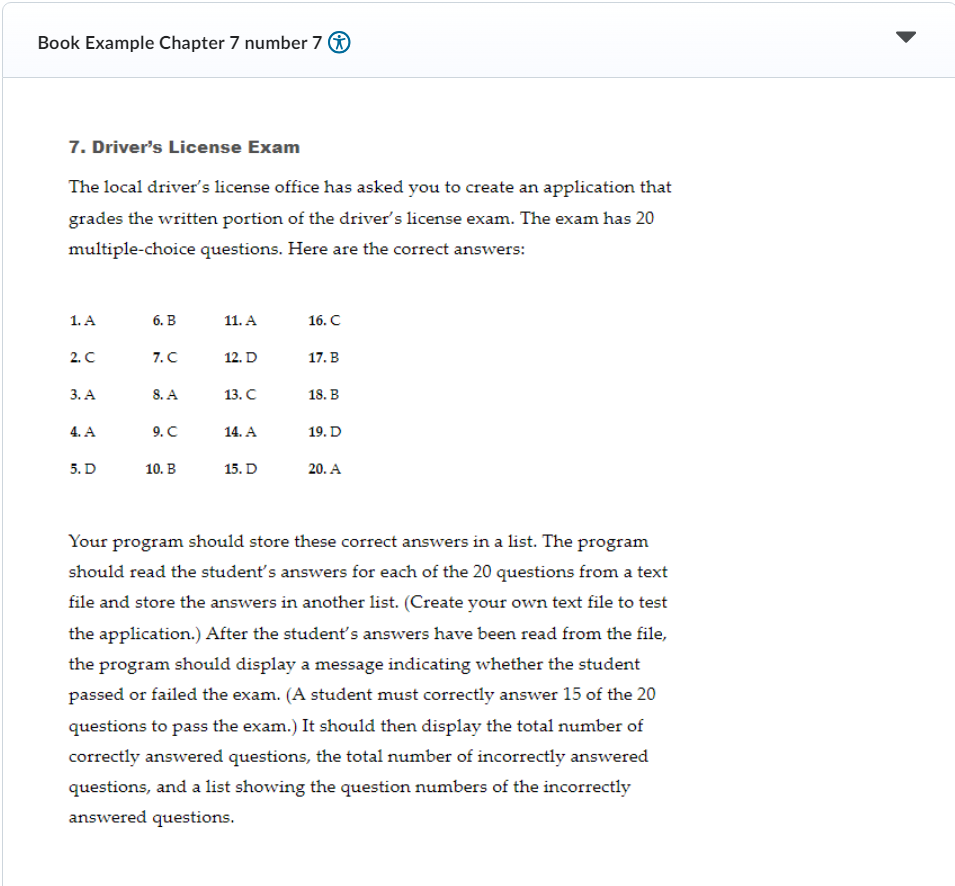 Book Example Chapter 7 number 7
7. Driver's License Exam
The local driver's license office has asked you to create an application that
grades the written portion of the driver's license exam. The exam has 20
multiple-choice questions. Here are the correct answers:
1. A 6. B 11. A 16. C
2. C 7. C 12. D 17. B
3. A 8. A 13. C 18. B
4. A 9. C 14. A 19. D
5. D 10. B 15. D 20. A
Your program should store these correct answers in a list. The program
should read the student's answers for each of the 20 questions from a text
file and store the answers in another list. (Create your own text file to test
the application.) After the student's answers have been read from the file,
the program should display a message indicating whether the student
passed or failed the exam. (A student must correctly answer 15 of the 20
questions to pass the exam.) It should then display the total number of
correctly answered questions, the total number of incorrectly answered
questions, and a list showing the question numbers of the incorrectly
answered questions.